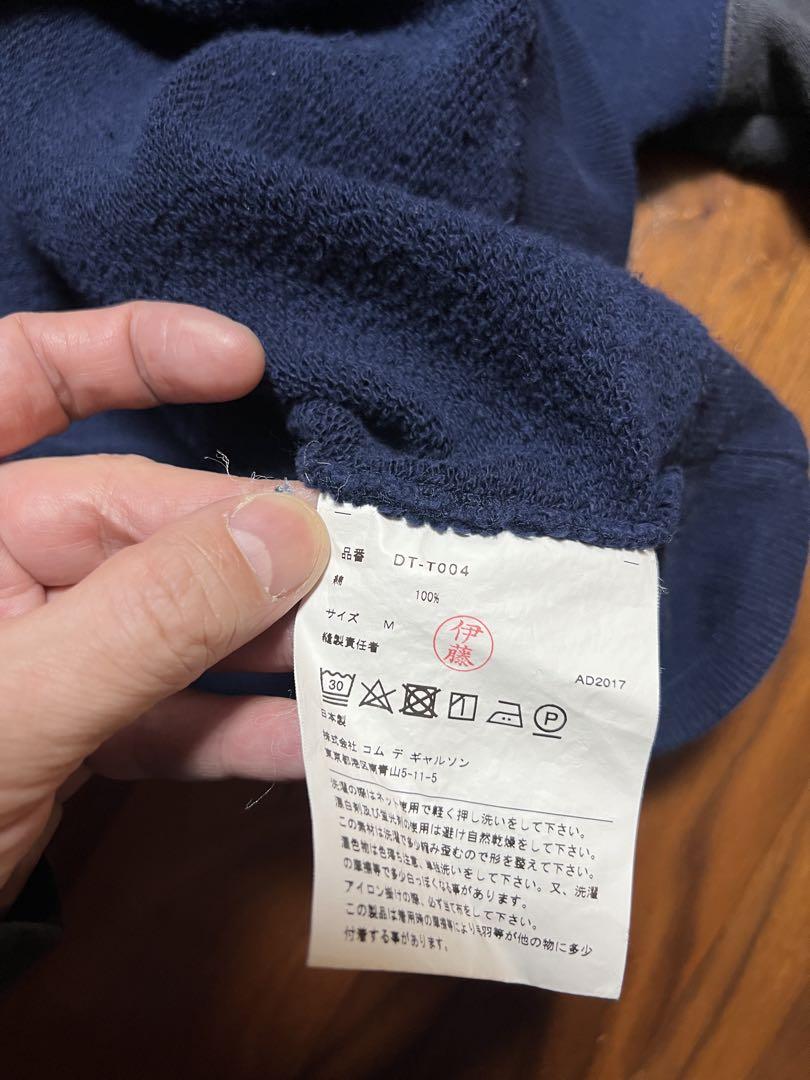 品番 DT-T004
綿 100%
サイズ M
縫製責任者 伊藤
AD2017
30 P
日本製
株式会社 コム デ ギャルソン
東京都港区南青山5-11-5
洗濯の際はネット使用で軽く押し洗いをして下さい。
漂白剤及び蛍光剤の使用は避け自然乾燥をして下さい。
この素材は洗濯で多少縮み歪むので形を整えて下さい。
濃色物は色落ち注意、単独洗いをして下さい。又、洗濯
の摩擦等で多少白っぽくなる事があります。
アイロン掛けの際、必ず当て布をして下さい。
この製品は着用時の摩擦等により毛羽等が他の物に多少
付着する事があります。